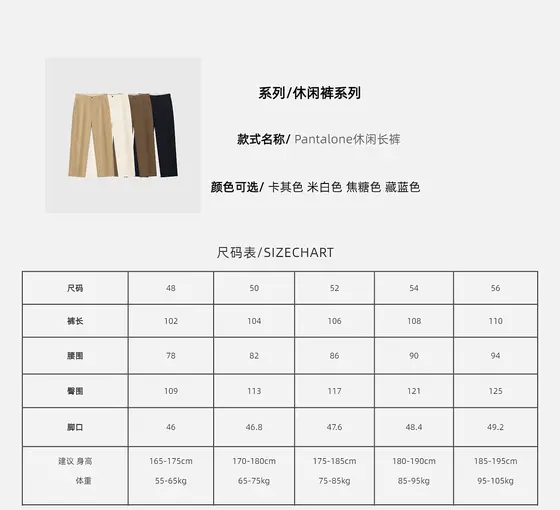 系列/休闲裤系列
款式名称/ Pantalone休闲长裤
颜色可选/ 卡其色 米白色 焦糖色 藏蓝色
尺码表/SIZECHART
尺码 48 50 52 54 56
裤长 102 104 106 108 110
腰围 78 82 86 90 94
臀围 109 113 117 121 125
脚口 46 46.8 47.6 48.4 49.2
建议 身高 165-175cm 170-180cm 175-185cm 180-190cm 185-195cm
体重 55-65kg 65-75kg 75-85kg 85-95kg 95-105kg